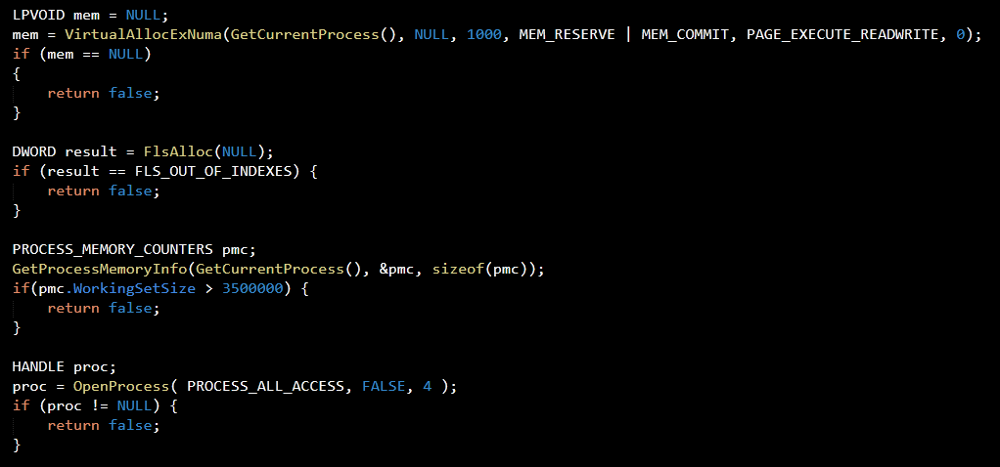 LPVOID mem = NULL;
mem = VirtualAllocExNuma(GetCurrentProcess(), NULL, 1000, MEM_RESERVE | MEM_COMMIT, PAGE_EXECUTE_READWRITE, 0);
if (mem == NULL)
{
    return false;
}

DWORD result = FlsAlloc(NULL);
if (result == FLS_OUT_OF_INDEXES) {
    return false;
}

PROCESS_MEMORY_COUNTERS pmc;
GetProcessMemoryInfo(GetCurrentProcess(), &pmc, sizeof(pmc));
if(pmc.WorkingSetSize > 3500000) {
    return false;
}

HANDLE proc;
proc = OpenProcess( PROCESS_ALL_ACCESS, FALSE, 4 );
if (proc != NULL) {
    return false;
}